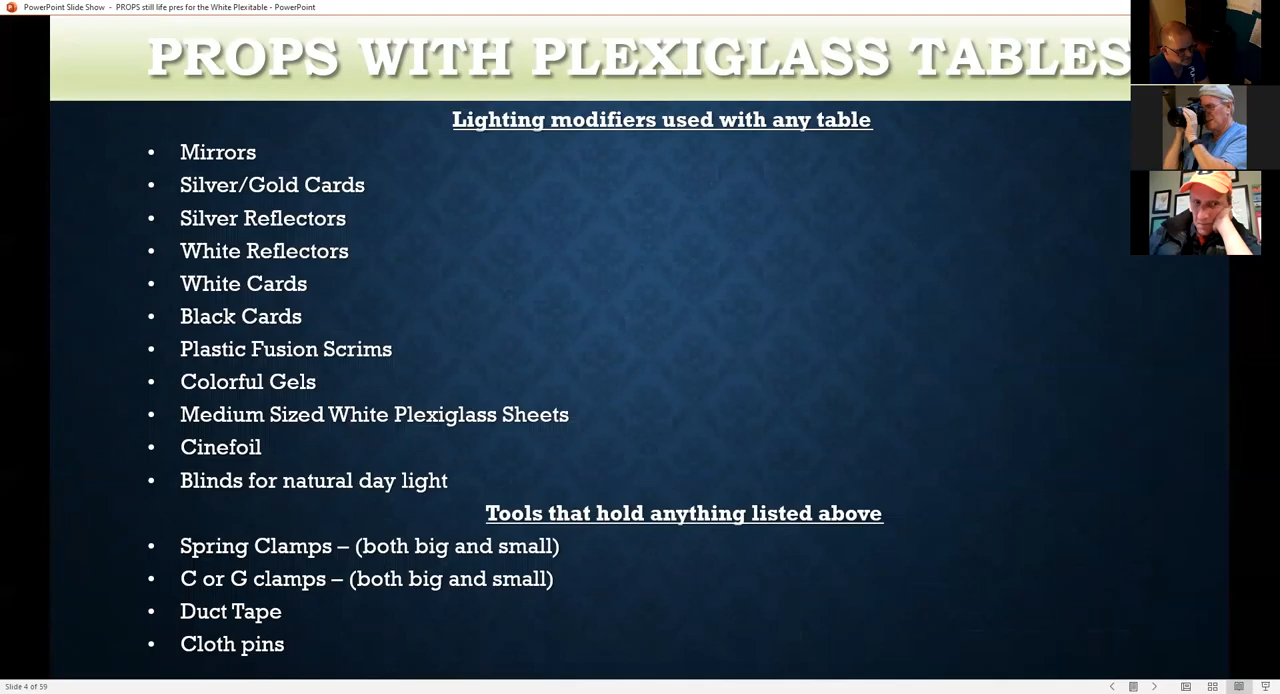 PowerPoint Slide Show - PROPS still life pres for the White Plexitable - PowerPoint
PROPS WITH PLEXIGLASS TABLES
Lighting modifiers used with any table
• Mirrors
• Silver/Gold Cards
• Silver Reflectors
• White Reflectors
• White Cards
• Black Cards
• Plastic Fusion Scrims
• Colorful Gels
• Medium Sized White Plexiglass Sheets
• Cinefoil
• Blinds for natural day light
Tools that hold anything listed above
• Spring Clamps – (both big and small)
• C or G clamps – (both big and small)
• Duct Tape
• Cloth pins
Slide 4 of 59